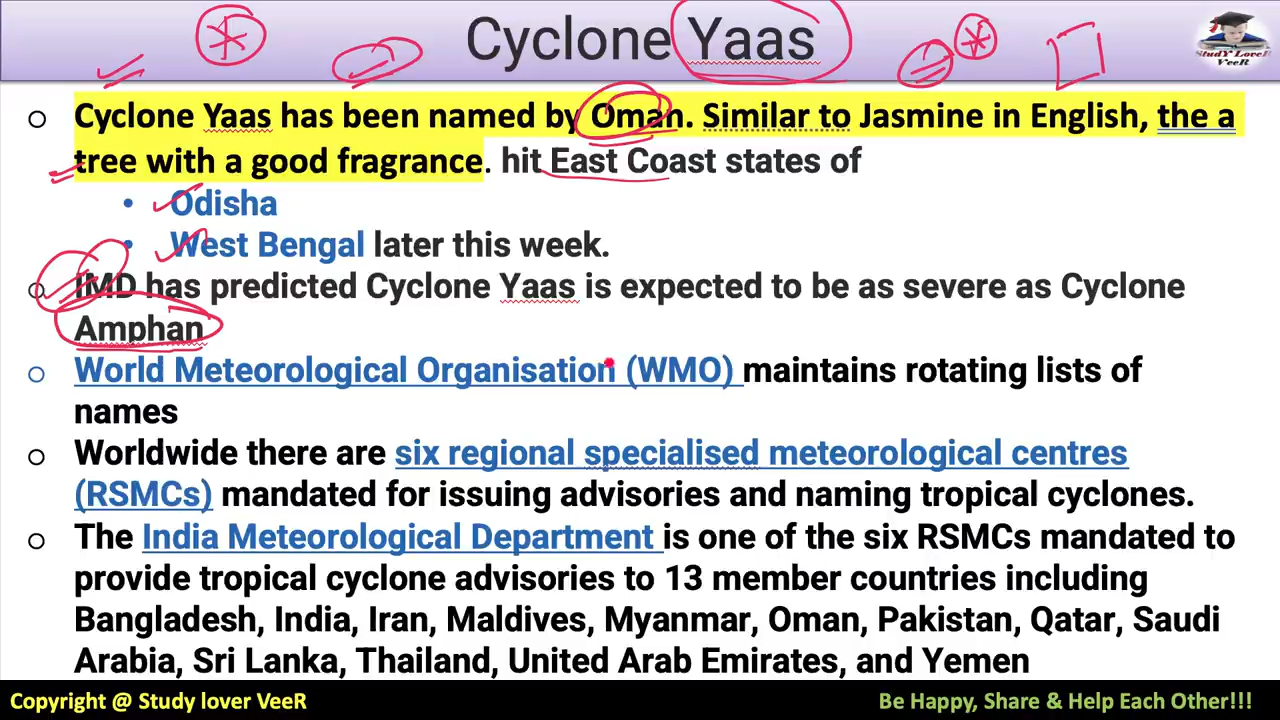 Cyclone Yaas
StudY LoveR
VeeR
Cyclone Yaas has been named by Oman. Similar to Jasmine in English, the a
tree with a good fragrance. hit East Coast states of
Odisha
West Bengal later this week.
IMD has predicted Cyclone Yaas is expected to be as severe as Cyclone
Amphan
World Meteorological Organisation (WMO) maintains rotating lists of
names
Worldwide there are six regional specialised meteorological centres
(RSMCs) mandated for issuing advisories and naming tropical cyclones.
The India Meteorological Department is one of the six RSMCs mandated to
provide tropical cyclone advisories to 13 member countries including
Bangladesh, India, Iran, Maldives, Myanmar, Oman, Pakistan, Qatar, Saudi
Arabia, Sri Lanka, Thailand, United Arab Emirates, and Yemen
Copyright @ Study lover VeeR
Be Happy, Share & Help Each Other!!!